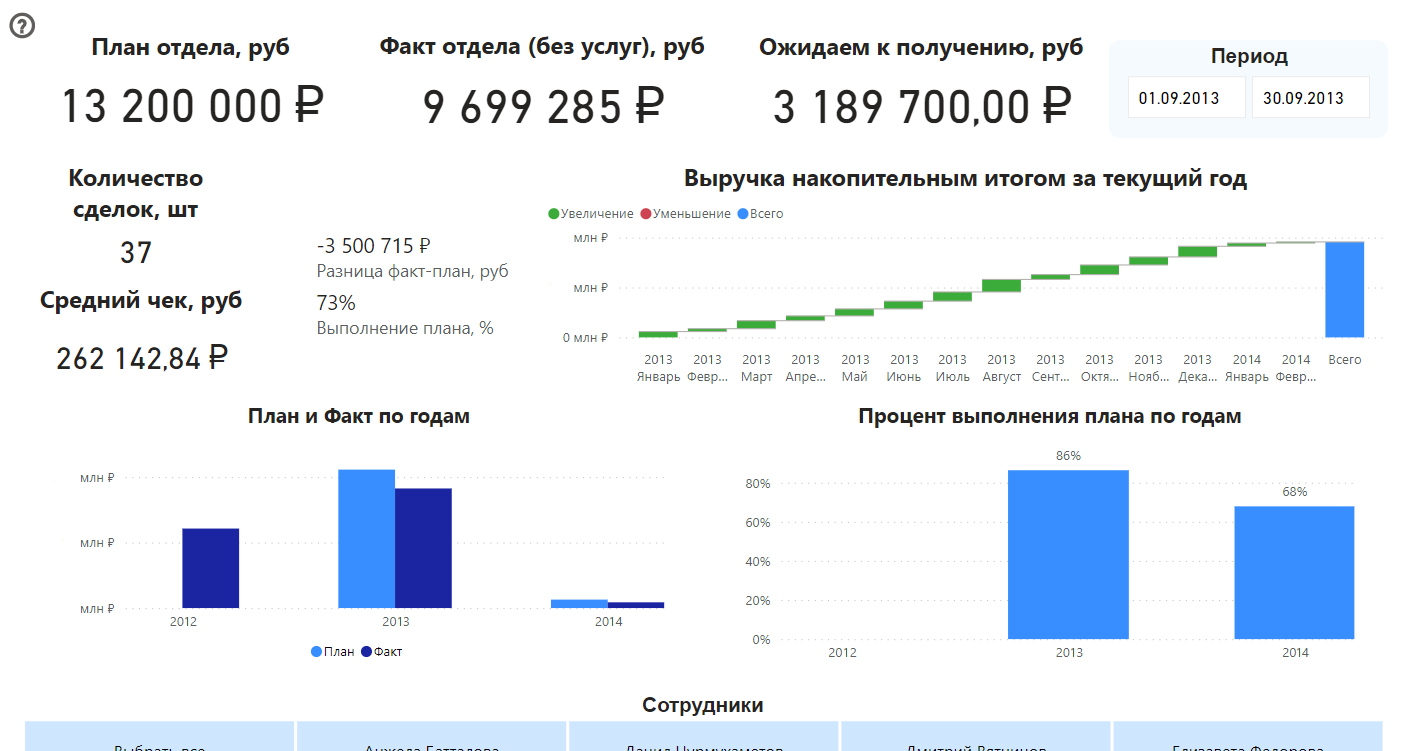 ?
План отдела, руб
13 200 000 ₽
Факт отдела (без услуг), руб
9 699 285 ₽
Ожидаем к получению, руб
3 189 700,00 ₽
Период
01.09.2013 30.09.2013
Количество
сделок, шт
37
Средний чек, руб
262 142,84 ₽
-3 500 715 ₽
Разница факт-план, руб
73%
Выполнение плана, %
Выручка накопительным итогом за текущий год
Увеличение Уменьшение Всего
млн ₽
млн ₽
0 млн ₽
2013 2013 2013 2013 2013 2013 2013 2013 2013 2013 2013 2013 2014 2014 Всего
Январь Февр... Март Апре... Май Июнь Июль Август Сент... Октя... Нояб... Дека... Январь Февр...
План и Факт по годам
млн ₽
млн ₽
млн ₽
2012 2013 2014
План Факт
Процент выполнения плана по годам
86%
68%
80%
60%
40%
20%
0%
2012 2013 2014
Сотрудники
Выбрать все